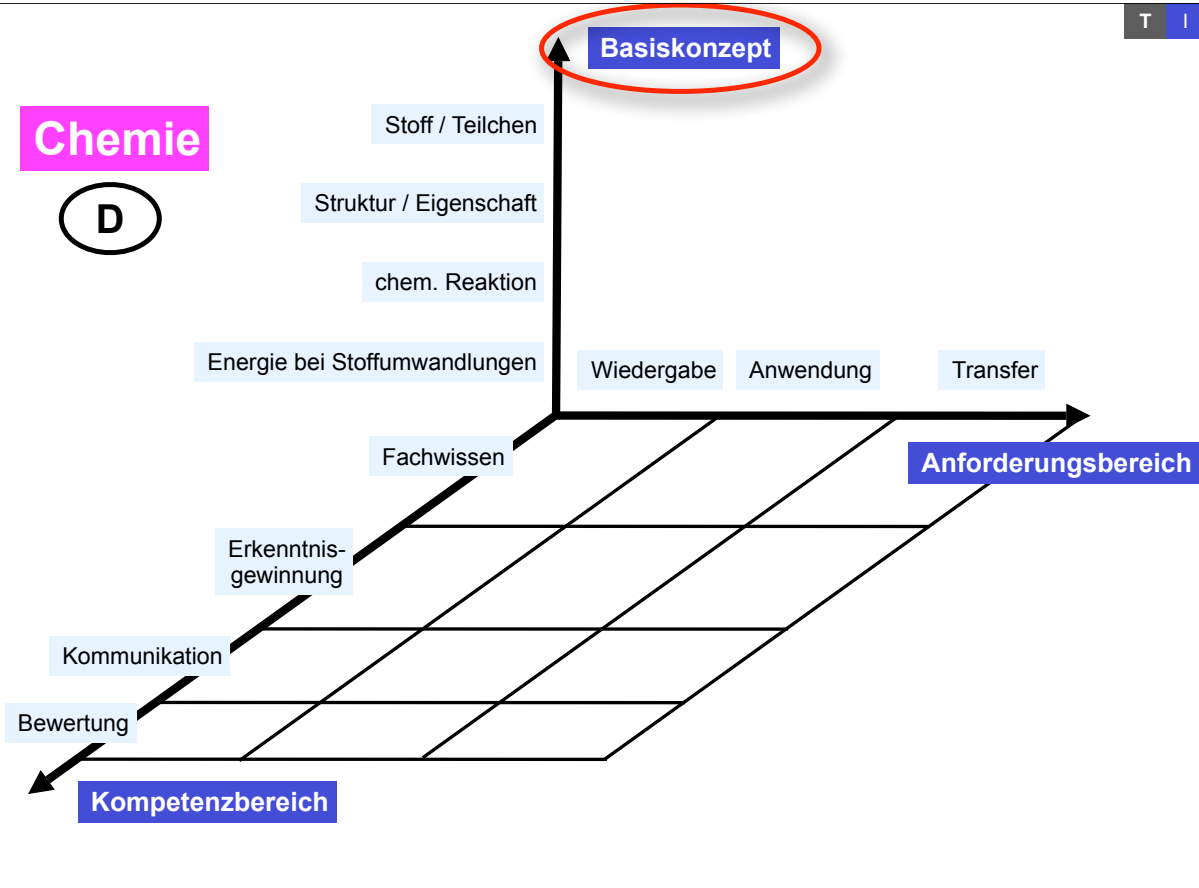 T I
Basiskonzept
Chemie
D
Stoff / Teilchen
Struktur / Eigenschaft
chem. Reaktion
Energie bei Stoffumwandlungen
Wiedergabe
Anwendung
Transfer
Anforderungsbereich
Fachwissen
Erkenntnis-
gewinnung
Kommunikation
Bewertung
Kompetenzbereich